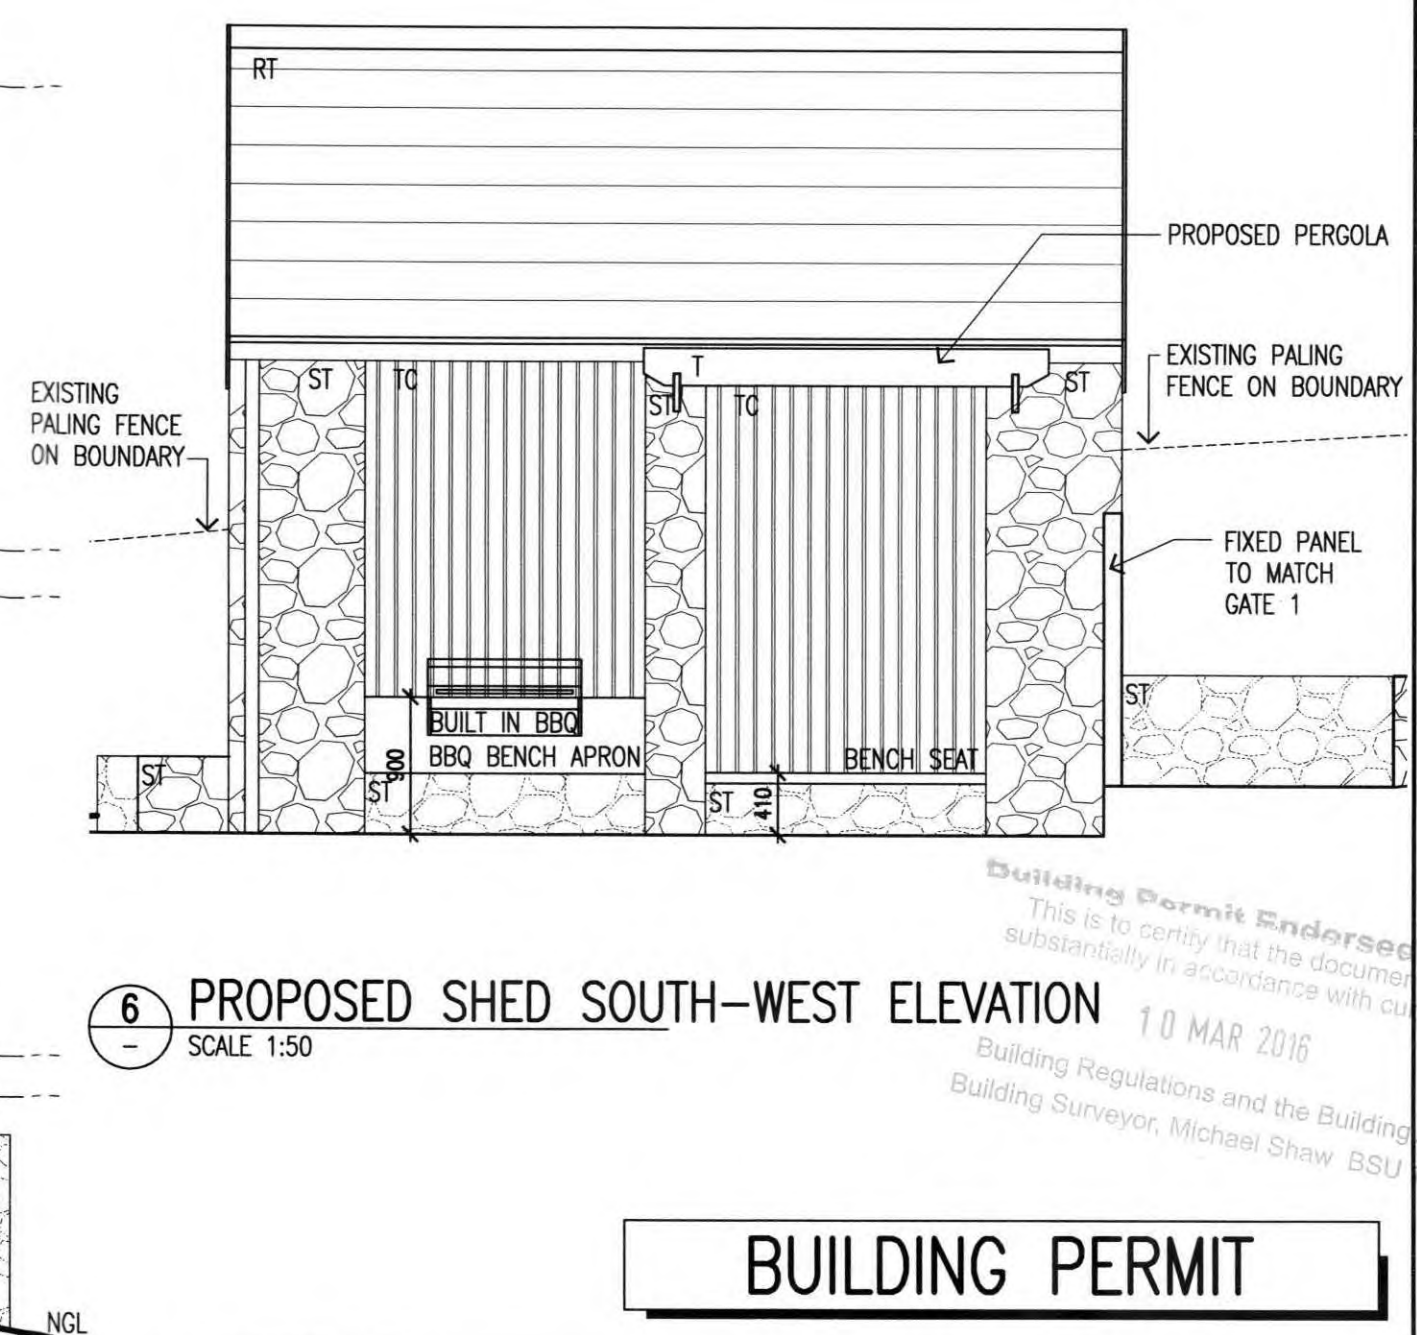 RT
PROPOSED PERGOLA
ST
TC
T
ST
TC
ST
EXISTING PALING
FENCE ON BOUNDARY
EXISTING
PALING FENCE
ON BOUNDARY
FIXED PANEL
TO MATCH
GATE 1
ST
BUILT IN BBQ
BBQ BENCH APRON
900
BENCH SEAT
ST
ST
ST
410
6
-
PROPOSED SHED SOUTH-WEST ELEVATION
SCALE 1:50
Building Permit Endorsed
This is to certify that the documen
substantially in accordance with cu
10 MAR 2016
Building Regulations and the Building
Building Surveyor, Michael Shaw BSU
BUILDING PERMIT
NGL